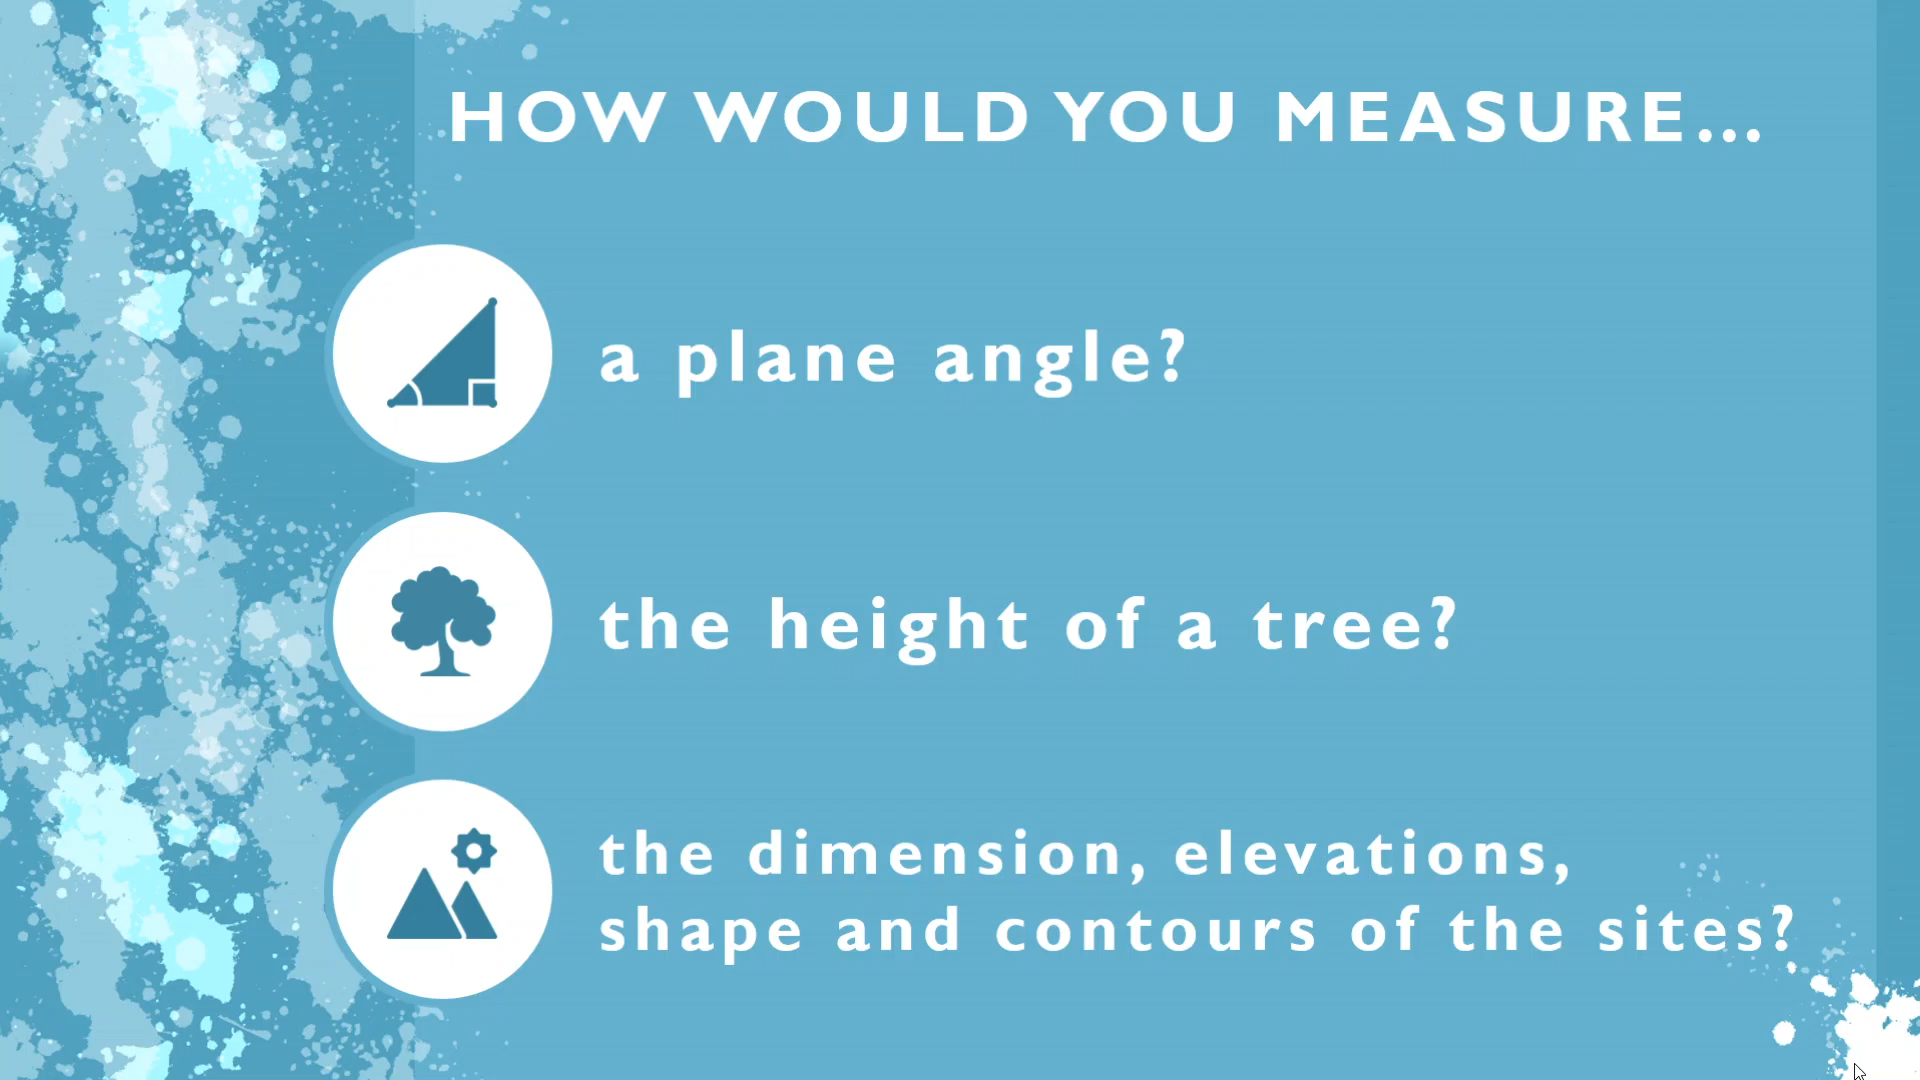 HOW WOULD YOU MEASURE...
a plane angle?
the height of a tree?
the dimension, elevations,
shape and contours of the sites?